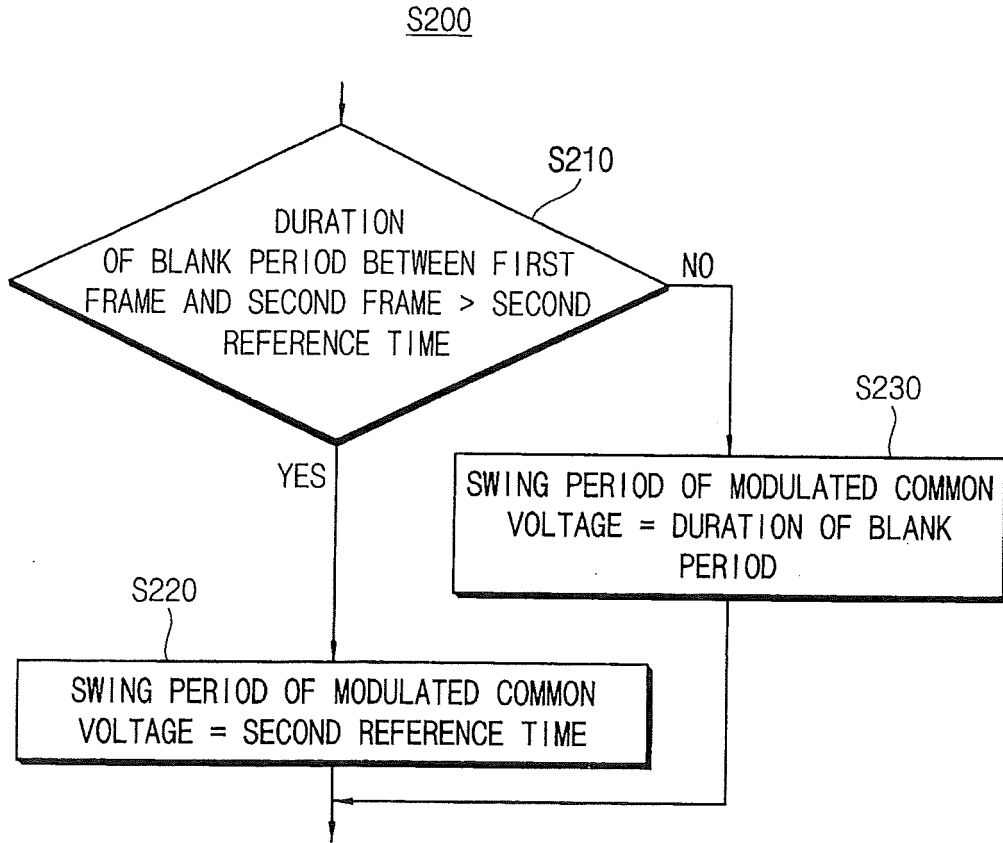 S200
S210
DURATION
OF BLANK PERIOD BETWEEN FIRST
FRAME AND SECOND FRAME > SECOND
REFERENCE TIME
NO
YES
S230
SWING PERIOD OF MODULATED COMMON
VOLTAGE = DURATION OF BLANK
PERIOD
S220
SWING PERIOD OF MODULATED COMMON
VOLTAGE = SECOND REFERENCE TIME